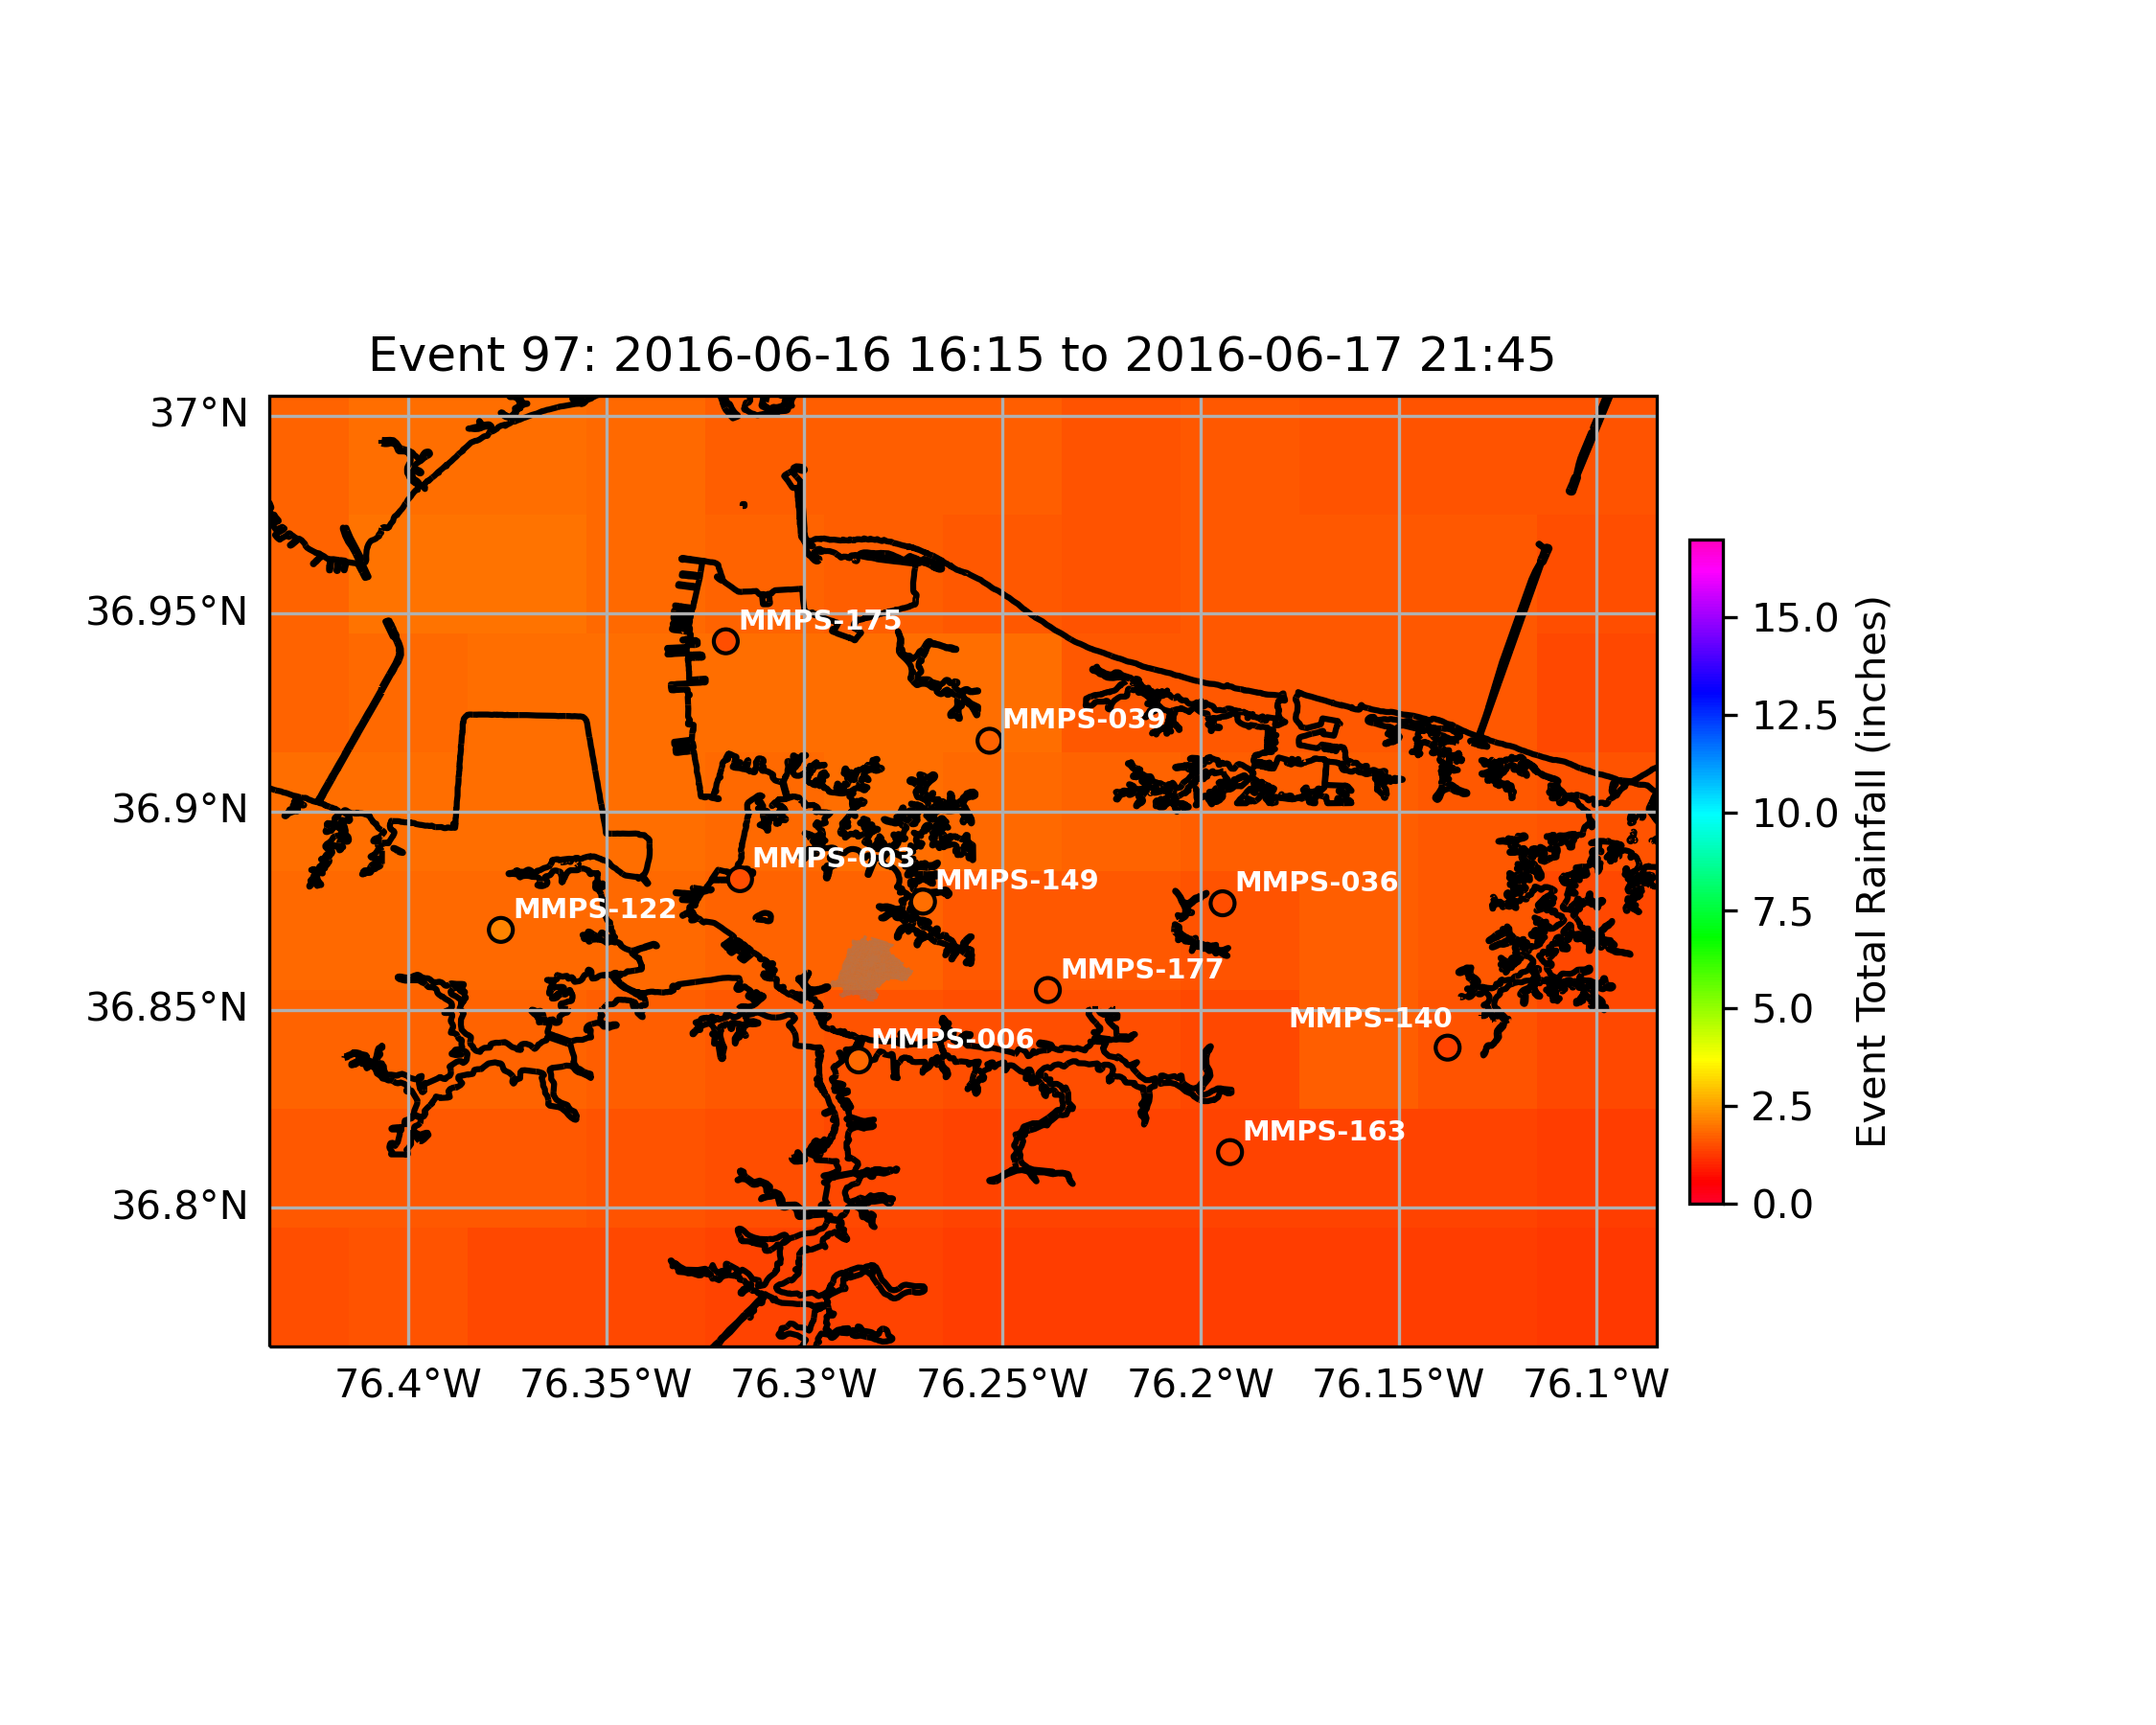 Event 97: 2016-06-16 16:15 to 2016-06-17 21:45
37°N
36.95°N
36.9°N
36.85°N
36.8°N
MMPS-175
MMPS-039
MMPS-003
MMPS-149
MMPS-036
MMPS-122
MMPS-177
MMPS-140
MMPS-006
MMPS-163
76.4°W
76.35°W
76.3°W
76.25°W
76.2°W
76.15°W
76.1°W
15.0
12.5
10.0
7.5
5.0
2.5
0.0
Event Total Rainfall (inches)